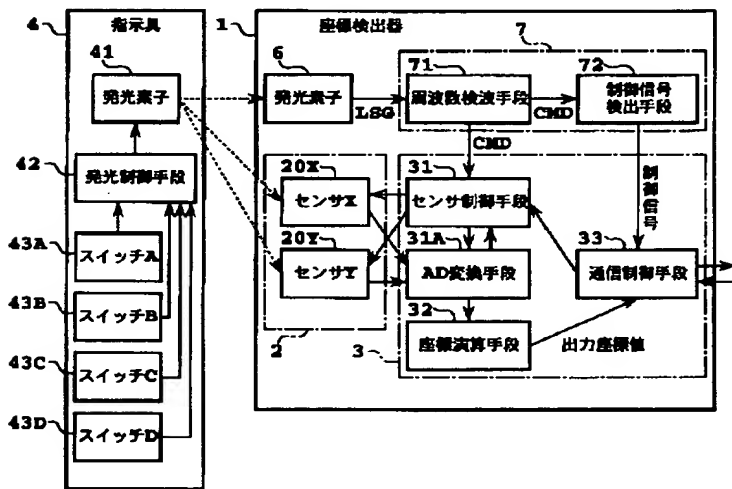 4
指示具
41
発光素子
42
発光制御手段
43A
スイッチA
43B
スイッチB
43C
スイッチC
43D
スイッチD
1
座標検出器
6
発光素子
LSG
7
71
周波数検波手段
CMD
72
制御信号
検出手段
CMD
制御信号
20X
センサX
20Y
センサY
2
31
センサ制御手段
31A
AD変換手段
32
座標演算手段
3
33
通信制御手段
出力座標値